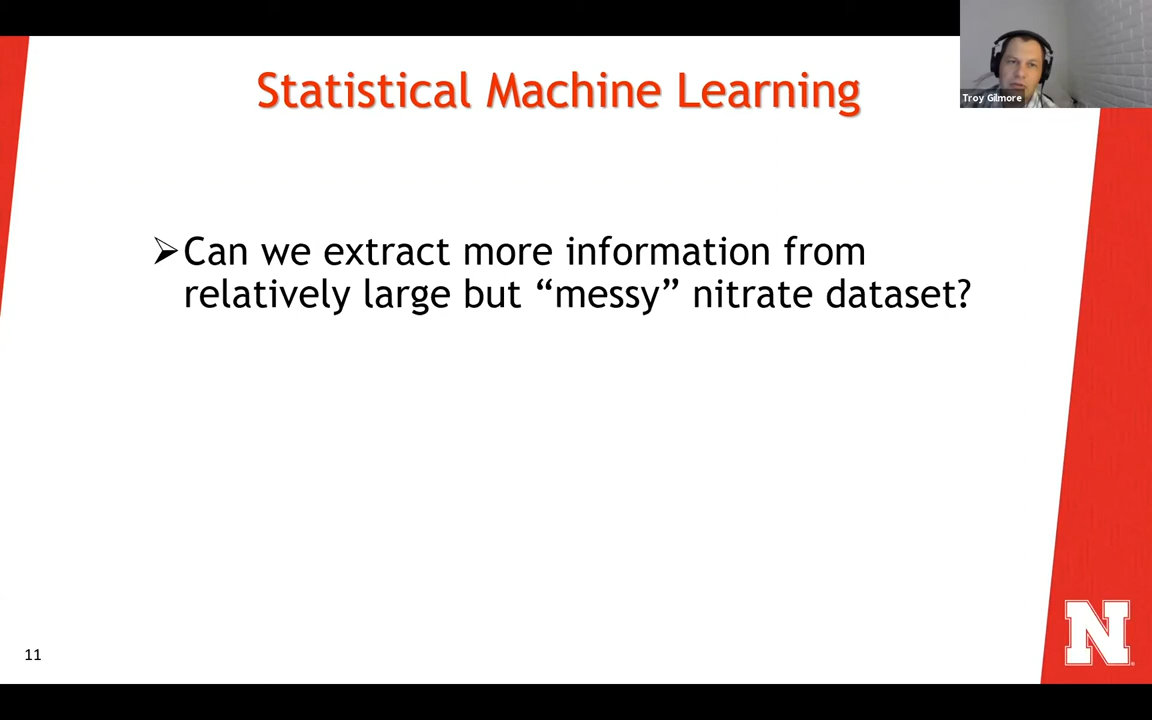 Statistical Machine Learning
Troy Gilmore
➢Can we extract more information from
relatively large but “messy” nitrate dataset?
11
N